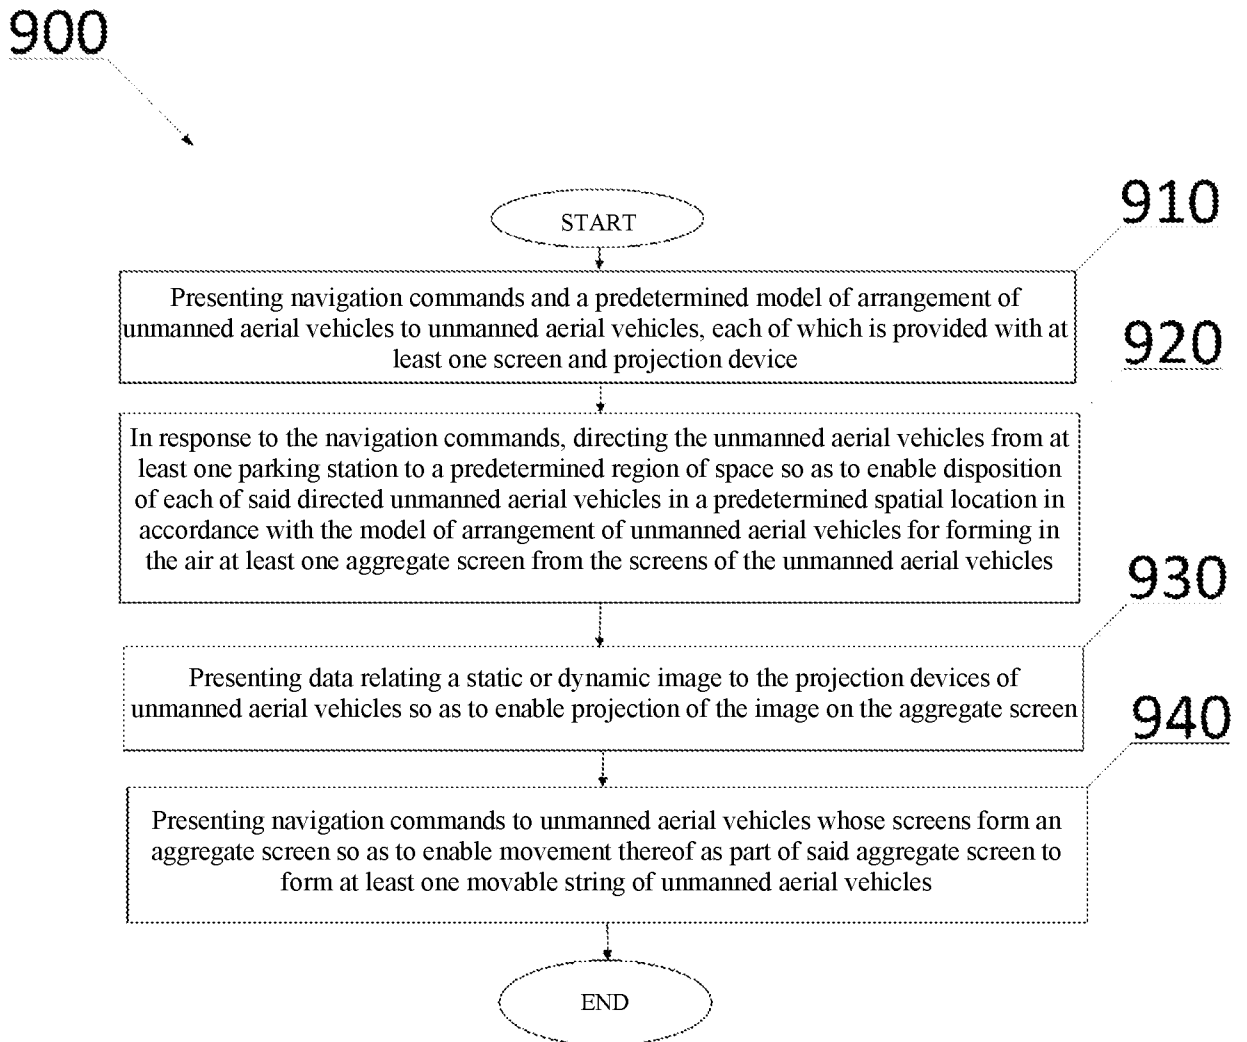 900
START
910
Presenting navigation commands and a predetermined model of arrangement of
unmanned aerial vehicles to unmanned aerial vehicles, each of which is provided with at
least one screen and projection device
920
In response to the navigation commands, directing the unmanned aerial vehicles from at
least one parking station to a predetermined region of space so as to enable disposition
of each of said directed unmanned aerial vehicles in a predetermined spatial location in
accordance with the model of arrangement of unmanned aerial vehicles for forming in
the air at least one aggregate screen from the screens of the unmanned aerial vehicles
930
Presenting data relating a static or dynamic image to the projection devices of
unmanned aerial vehicles so as to enable projection of the image on the aggregate screen
940
Presenting navigation commands to unmanned aerial vehicles whose screens form an
aggregate screen so as to enable movement thereof as part of said aggregate screen to
form at least one movable string of unmanned aerial vehicles
END